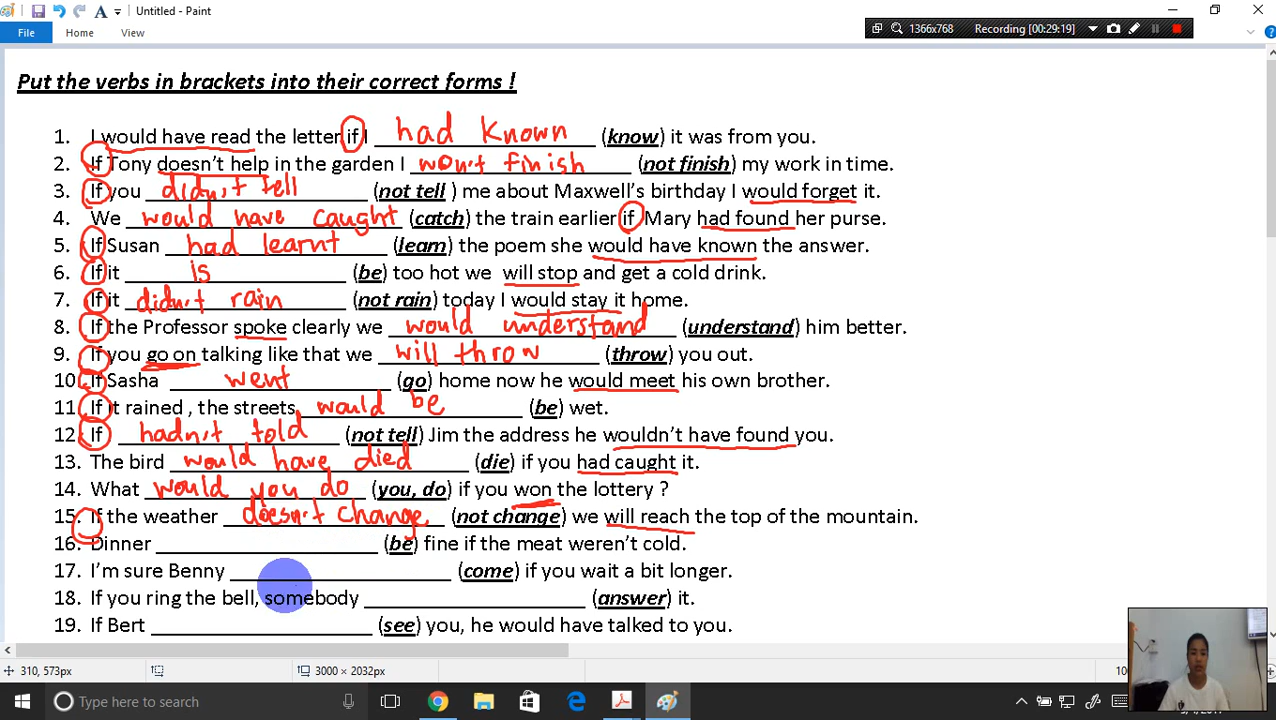 Untitled - Paint
1366x768 Recording [00:29:19]
File Home View
Put the verbs in brackets into their correct forms !
1. I would have read the letter if I had Known (know) it was from you.
2. If Tony doesn't help in the garden I won't finish (not finish) my work in time.
3. If you didn't tell (not tell ) me about Maxwell's birthday I would forget it.
4. We would have caught (catch) the train earlier if Mary had found her purse.
5. If Susan had learnt (learn) the poem she would have known the answer.
6. If it is (be) too hot we will stop and get a cold drink.
7. If it didn't rain (not rain) today I would stay it home.
8. If the Professor spoke clearly we would understand (understand) him better.
9. If you go on talking like that we will throw (throw) you out.
10. If Sasha went (go) home now he would meet his own brother.
11. If it rained , the streets would be (be) wet.
12. If hadn't told (not tell) Jim the address he wouldn't have found you.
13. The bird would have died (die) if you had caught it.
14. What would you do (you, do) if you won the lottery ?
15. If the weather doesn't change (not change) we will reach the top of the mountain.
16. Dinner (be) fine if the meat weren't cold.
17. I'm sure Benny (come) if you wait a bit longer.
18. If you ring the bell, somebody (answer) it.
19. If Bert (see) you, he would have talked to you.
310, 573px 3000 × 2032px
Type here to search